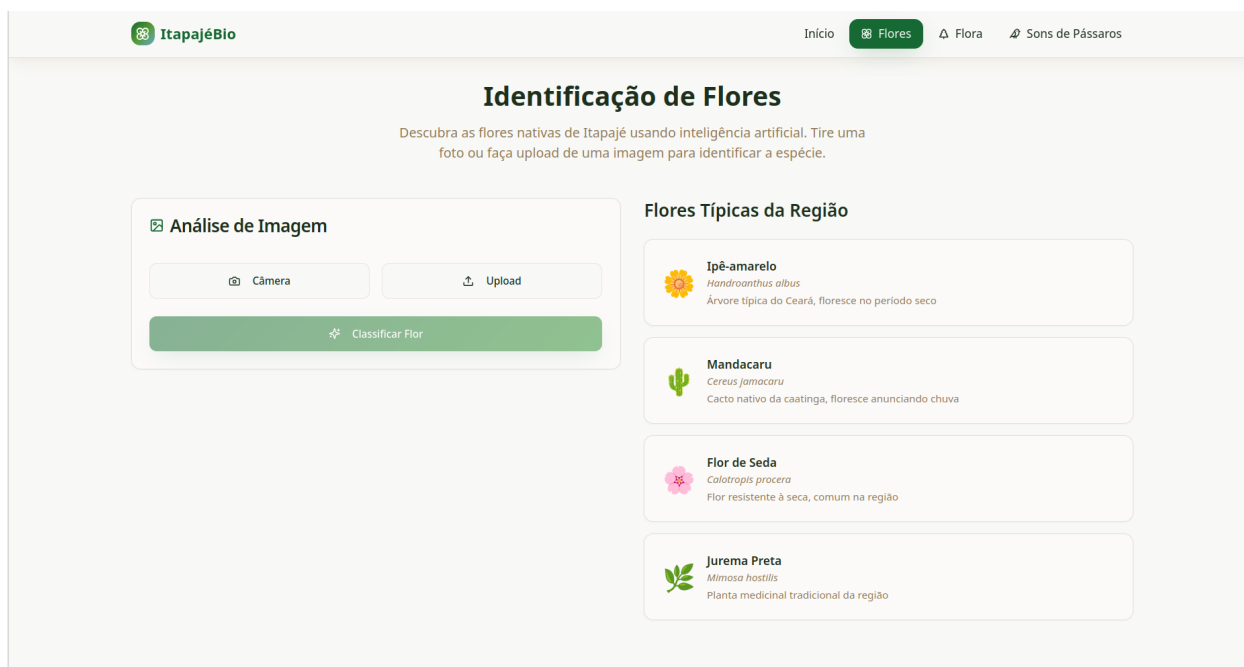 ItapajéBio
Início
Flores
Flora
Sons de Pássaros
Identificação de Flores
Descubra as flores nativas de Itapajé usando inteligência artificial. Tire uma
foto ou faça upload de uma imagem para identificar a espécie.
Análise de Imagem
Câmera
Upload
Classificar Flor
Flores Típicas da Região
Ipê-amarelo
Handroanthus albus
Árvore típica do Ceará, floresce no período seco
Mandacaru
Cereus jamacaru
Cacto nativo da caatinga, floresce anunciando chuva
Flor de Seda
Calotropis procera
Flor resistente à seca, comum na região
Jurema Preta
Mimosa hostilis
Planta medicinal tradicional da região